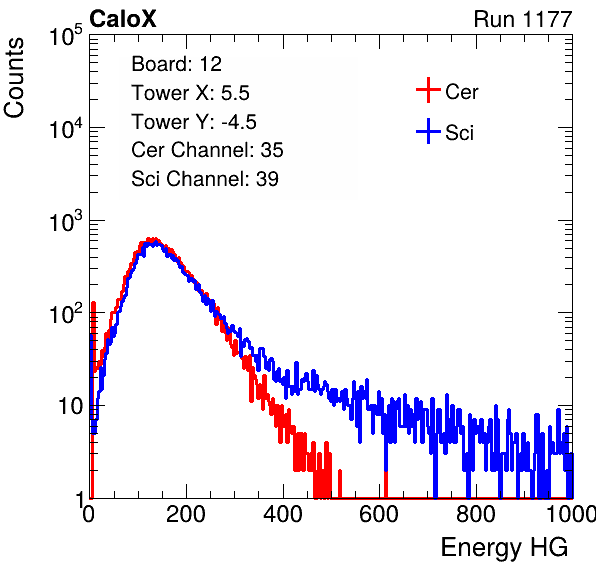 CaloX Run 1177
Counts
10^5
10^4
10^3
10^2
10
1
Board: 12
Tower X: 5.5
Tower Y: -4.5
Cer Channel: 35
Sci Channel: 39
Cer
Sci
0 200 400 600 800 1000
Energy HG